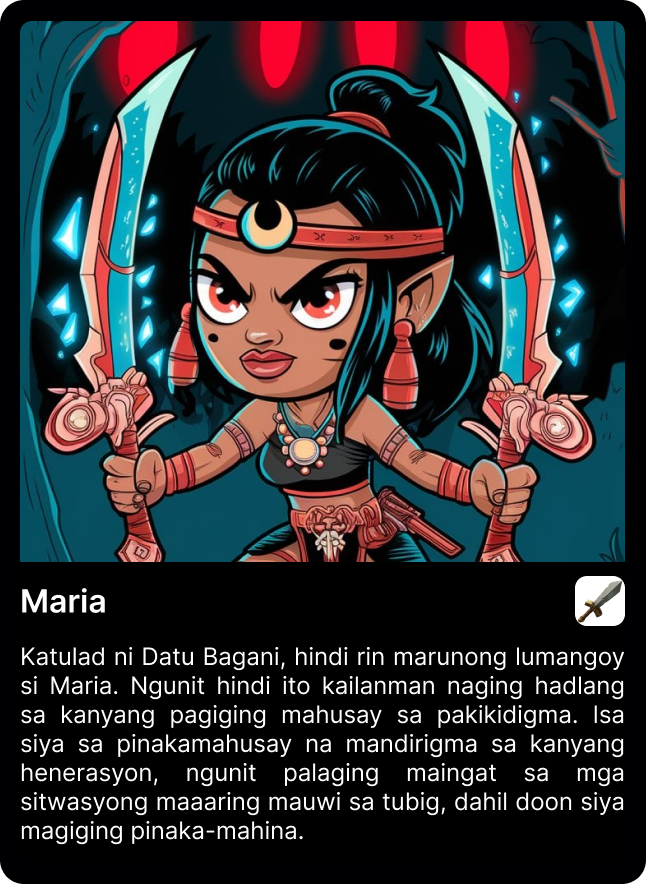 Maria
Katulad ni Datu Bagani, hindi rin marunong lumangoy
si Maria. Ngunit hindi ito kailanman naging hadlang
sa kanyang pagiging mahusay sa pakikidigma. Isa
siya sa pinakamahusay na mandirigma sa kanyang
henerasyon, ngunit palaging maingat sa mga
sitwasyong maaaring mauwi sa tubig, dahil doon siya
magiging pinaka-mahina.